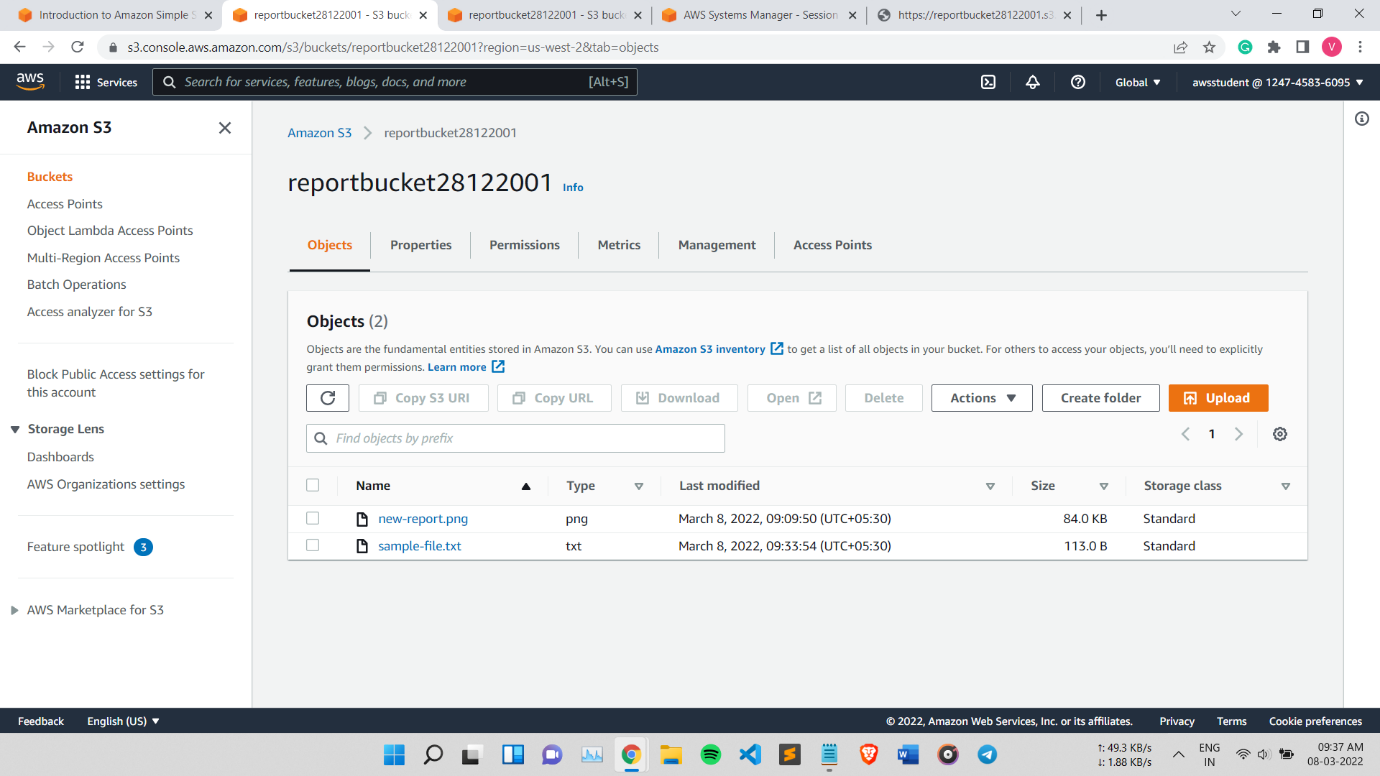 Introduction to Amazon Simple S
reportbucket28122001 - S3 buck
reportbucket28122001 - S3 buck
AWS Systems Manager - Session
https://reportbucket28122001.s3
s3.console.aws.amazon.com/s3/buckets/reportbucket28122001?region=us-west-2&tab=objects
V
aws
Services
Search for services, features, blogs, docs, and more
[Alt+S]
Global
awsstudent @ 1247-4583-6095
Amazon S3
Buckets
Access Points
Object Lambda Access Points
Multi-Region Access Points
Batch Operations
Access analyzer for S3
Block Public Access settings for
this account
Storage Lens
Dashboards
AWS Organizations settings
Feature spotlight 3
AWS Marketplace for S3
Amazon S3 > reportbucket28122001
reportbucket28122001 Info
Objects
Properties
Permissions
Metrics
Management
Access Points
Objects (2)
Objects are the fundamental entities stored in Amazon S3. You can use Amazon S3 inventory to get a list of all objects in your bucket. For others to access your objects, you'll need to explicitly
grant them permissions. Learn more
Copy S3 URI
Copy URL
Download
Open
Delete
Actions
Create folder
Upload
Find objects by prefix
1
Name Type Last modified Size Storage class
new-report.png png March 8, 2022, 09:09:50 (UTC+05:30) 84.0 KB Standard
sample-file.txt txt March 8, 2022, 09:33:54 (UTC+05:30) 113.0 B Standard
Feedback
English (US)
© 2022, Amazon Web Services, Inc. or its affiliates.
Privacy
Terms
Cookie preferences
↑: 49.3 KB/s
↓: 1.88 KB/s
ENG
IN
09:37 AM
08-03-2022